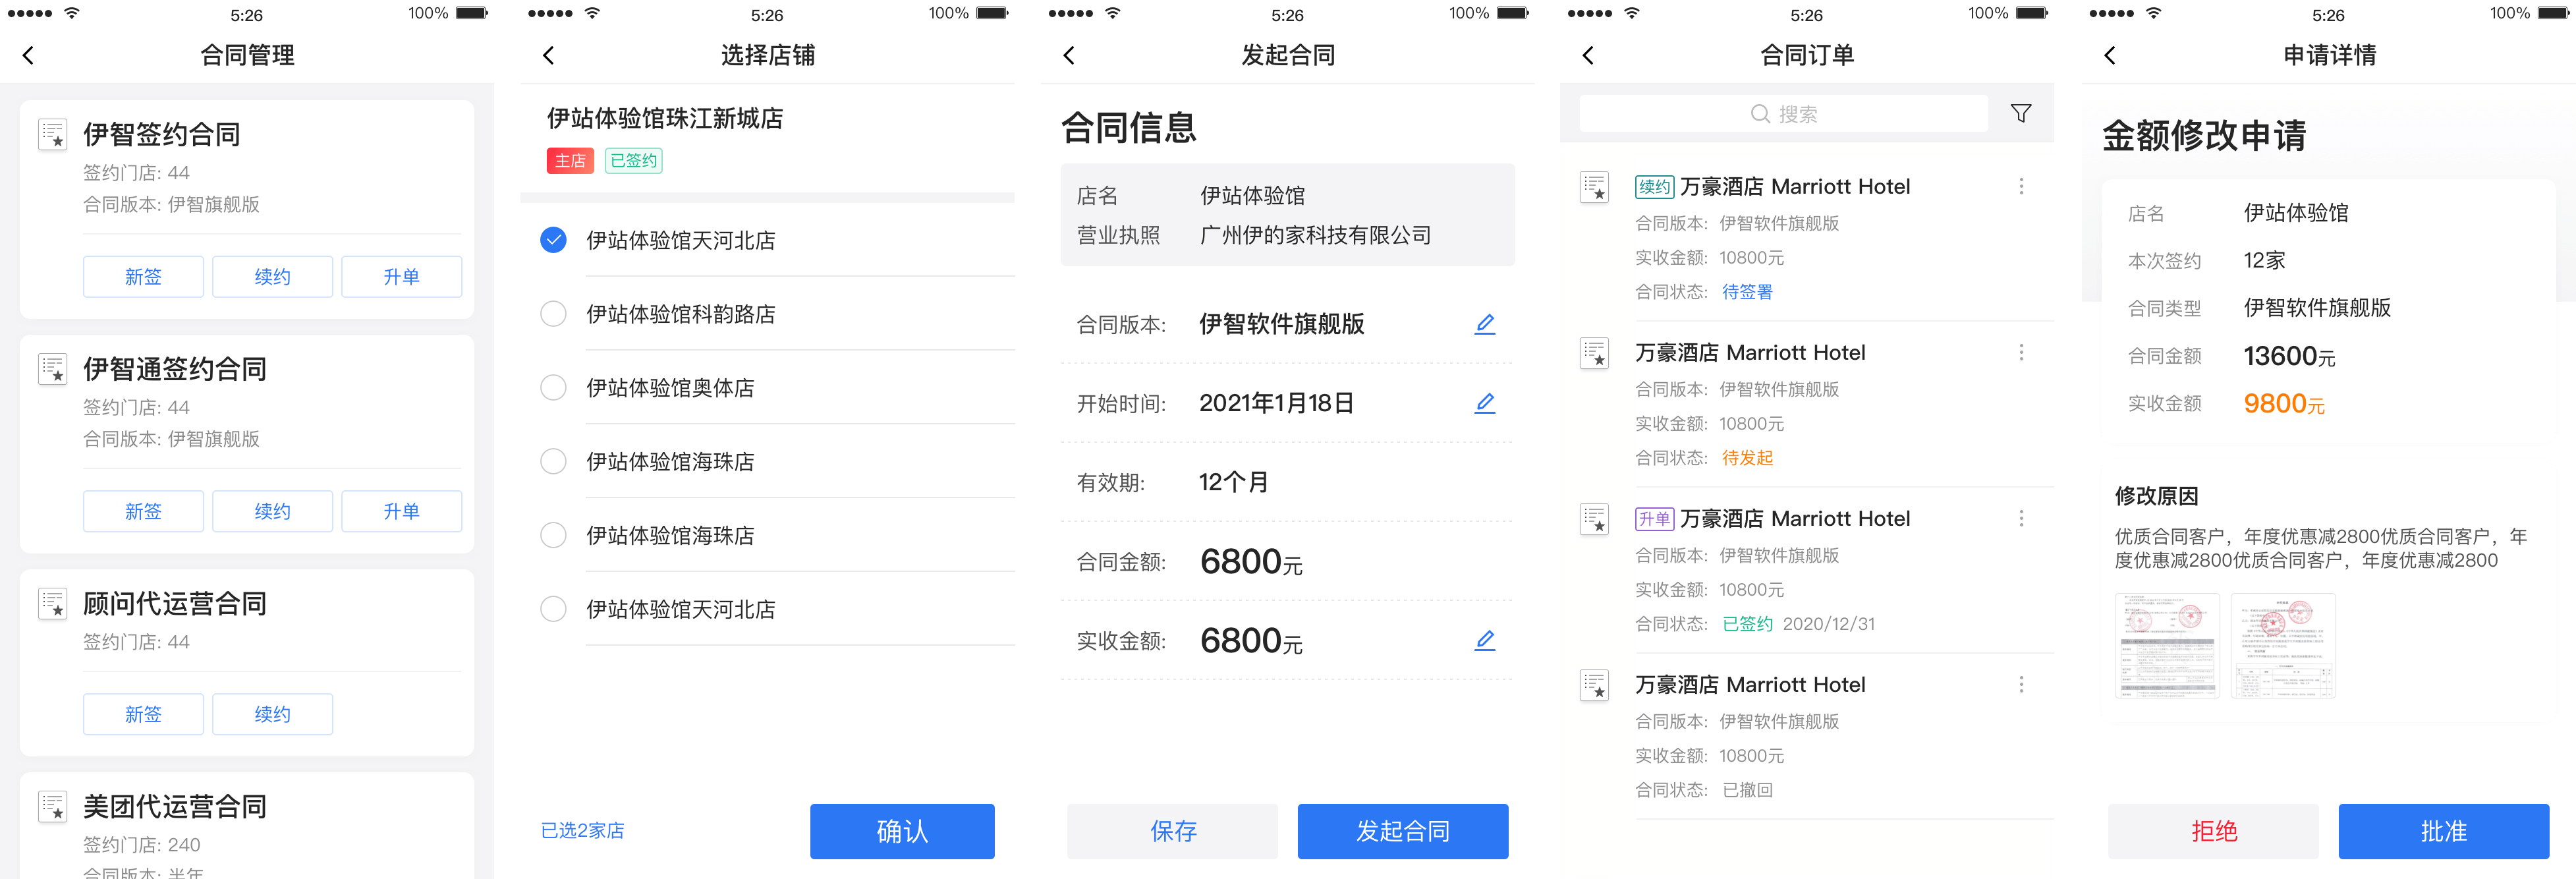 5:26
100%
合同管理
伊智签约合同
签约门店: 44
合同版本: 伊智旗舰版
新签
续约
升单
伊智通签约合同
签约门店: 44
合同版本: 伊智旗舰版
新签
续约
升单
顾问代运营合同
签约门店: 44
新签
续约
美团代运营合同
签约门店: 240
合同版本: 半年
5:26
100%
选择店铺
伊站体验馆珠江新城店
主店
已签约
伊站体验馆天河北店
伊站体验馆科韵路店
伊站体验馆奥体店
伊站体验馆海珠店
伊站体验馆海珠店
伊站体验馆天河北店
已选2家店
确认
5:26
100%
发起合同
合同信息
店名 伊站体验馆
营业执照 广州伊的家科技有限公司
合同版本: 伊智软件旗舰版
开始时间: 2021年1月18日
有效期: 12个月
合同金额: 6800元
实收金额: 6800元
保存
发起合同
5:26
100%
合同订单
搜索
续约 万豪酒店 Marriott Hotel
合同版本: 伊智软件旗舰版
实收金额: 10800元
合同状态: 待签署
万豪酒店 Marriott Hotel
合同版本: 伊智软件旗舰版
实收金额: 10800元
合同状态: 待发起
升单 万豪酒店 Marriott Hotel
合同版本: 伊智软件旗舰版
实收金额: 10800元
合同状态: 已签约 2020/12/31
万豪酒店 Marriott Hotel
合同版本: 伊智软件旗舰版
实收金额: 10800元
合同状态: 已撤回
5:26
100%
申请详情
金额修改申请
店名 伊站体验馆
本次签约 12家
合同类型 伊智软件旗舰版
合同金额 13600元
实收金额 9800元
修改原因
优质合同客户，年度优惠减2800优质合同客户，年
度优惠减2800优质合同客户，年度优惠减2800
拒绝
批准